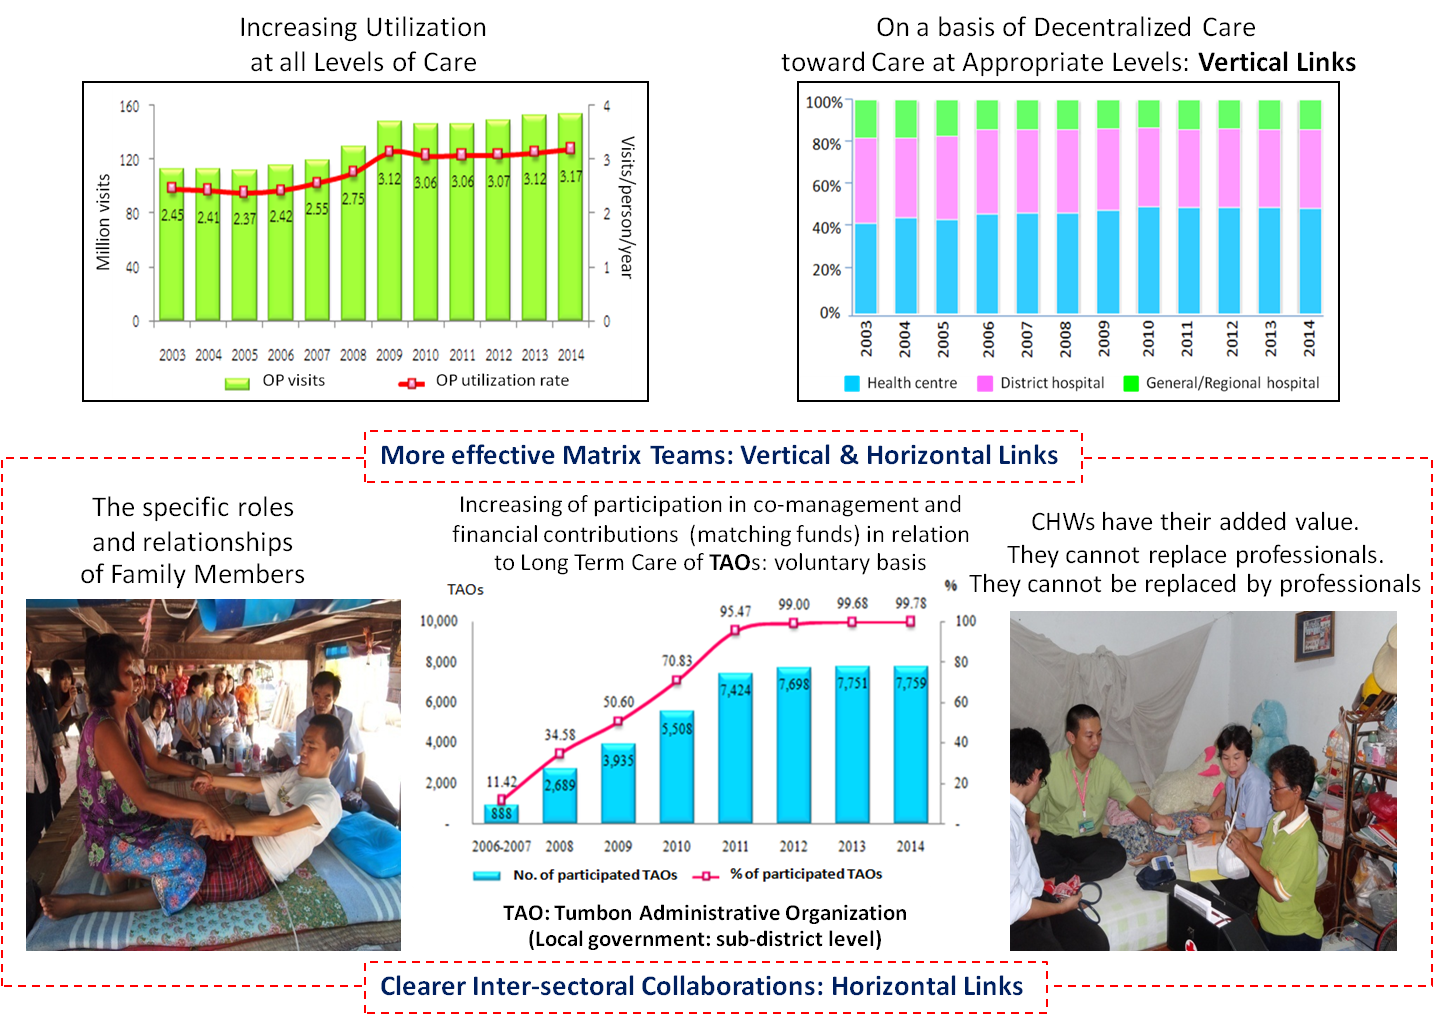 Increasing Utilization
at all Levels of Care
160
120
80
40
0
Million visits
4
3
2
1
0
Visits/person/year
2.45
2.41
2.37
2.42
2.55
2.75
3.12
3.06
3.06
3.07
3.12
3.17
2003 2004 2005 2006 2007 2008 2009 2010 2011 2012 2013 2014
OP visits
OP utilization rate
On a basis of Decentralized Care
toward Care at Appropriate Levels: Vertical Links
100%
80%
60%
40%
20%
0%
2003 2004 2005 2006 2007 2008 2009 2010 2011 2012 2013 2014
Health centre
District hospital
General/Regional hospital
More effective Matrix Teams: Vertical & Horizontal Links
The specific roles
and relationships
of Family Members
Increasing of participation in co-management and
financial contributions (matching funds) in relation
to Long Term Care of TAOs: voluntary basis
TAOs
%
10,000
8,000
6,000
4,000
2,000
-
100
80
60
40
20
-
11.42
34.58
50.60
70.83
95.47
99.00
99.68
99.78
888
2,689
3,935
5,508
7,424
7,698
7,751
7,759
2006-2007 2008 2009 2010 2011 2012 2013 2014
No. of participated TAOs
% of participated TAOs
TAO: Tumbon Administrative Organization
(Local government: sub-district level)
CHWs have their added value.
They cannot replace professionals.
They cannot be replaced by professionals
Clearer Inter-sectoral Collaborations: Horizontal Links